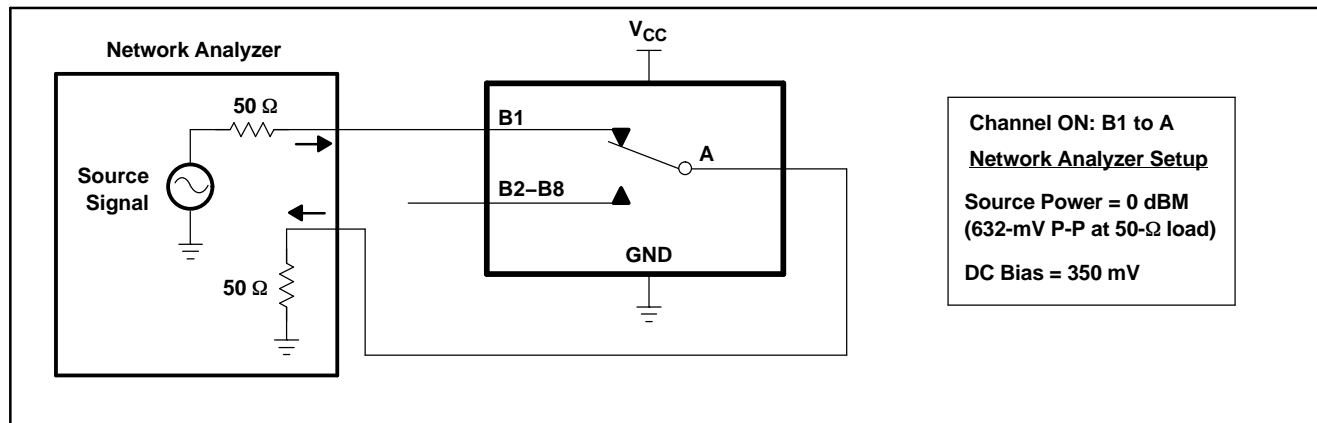 V_CC
Network Analyzer
50 Ω
B1
Channel ON: B1 to A
Network Analyzer Setup
A
Source
Signal
B2–B8
Source Power = 0 dBM
(632-mV P-P at 50-Ω load)
GND
DC Bias = 350 mV
50 Ω